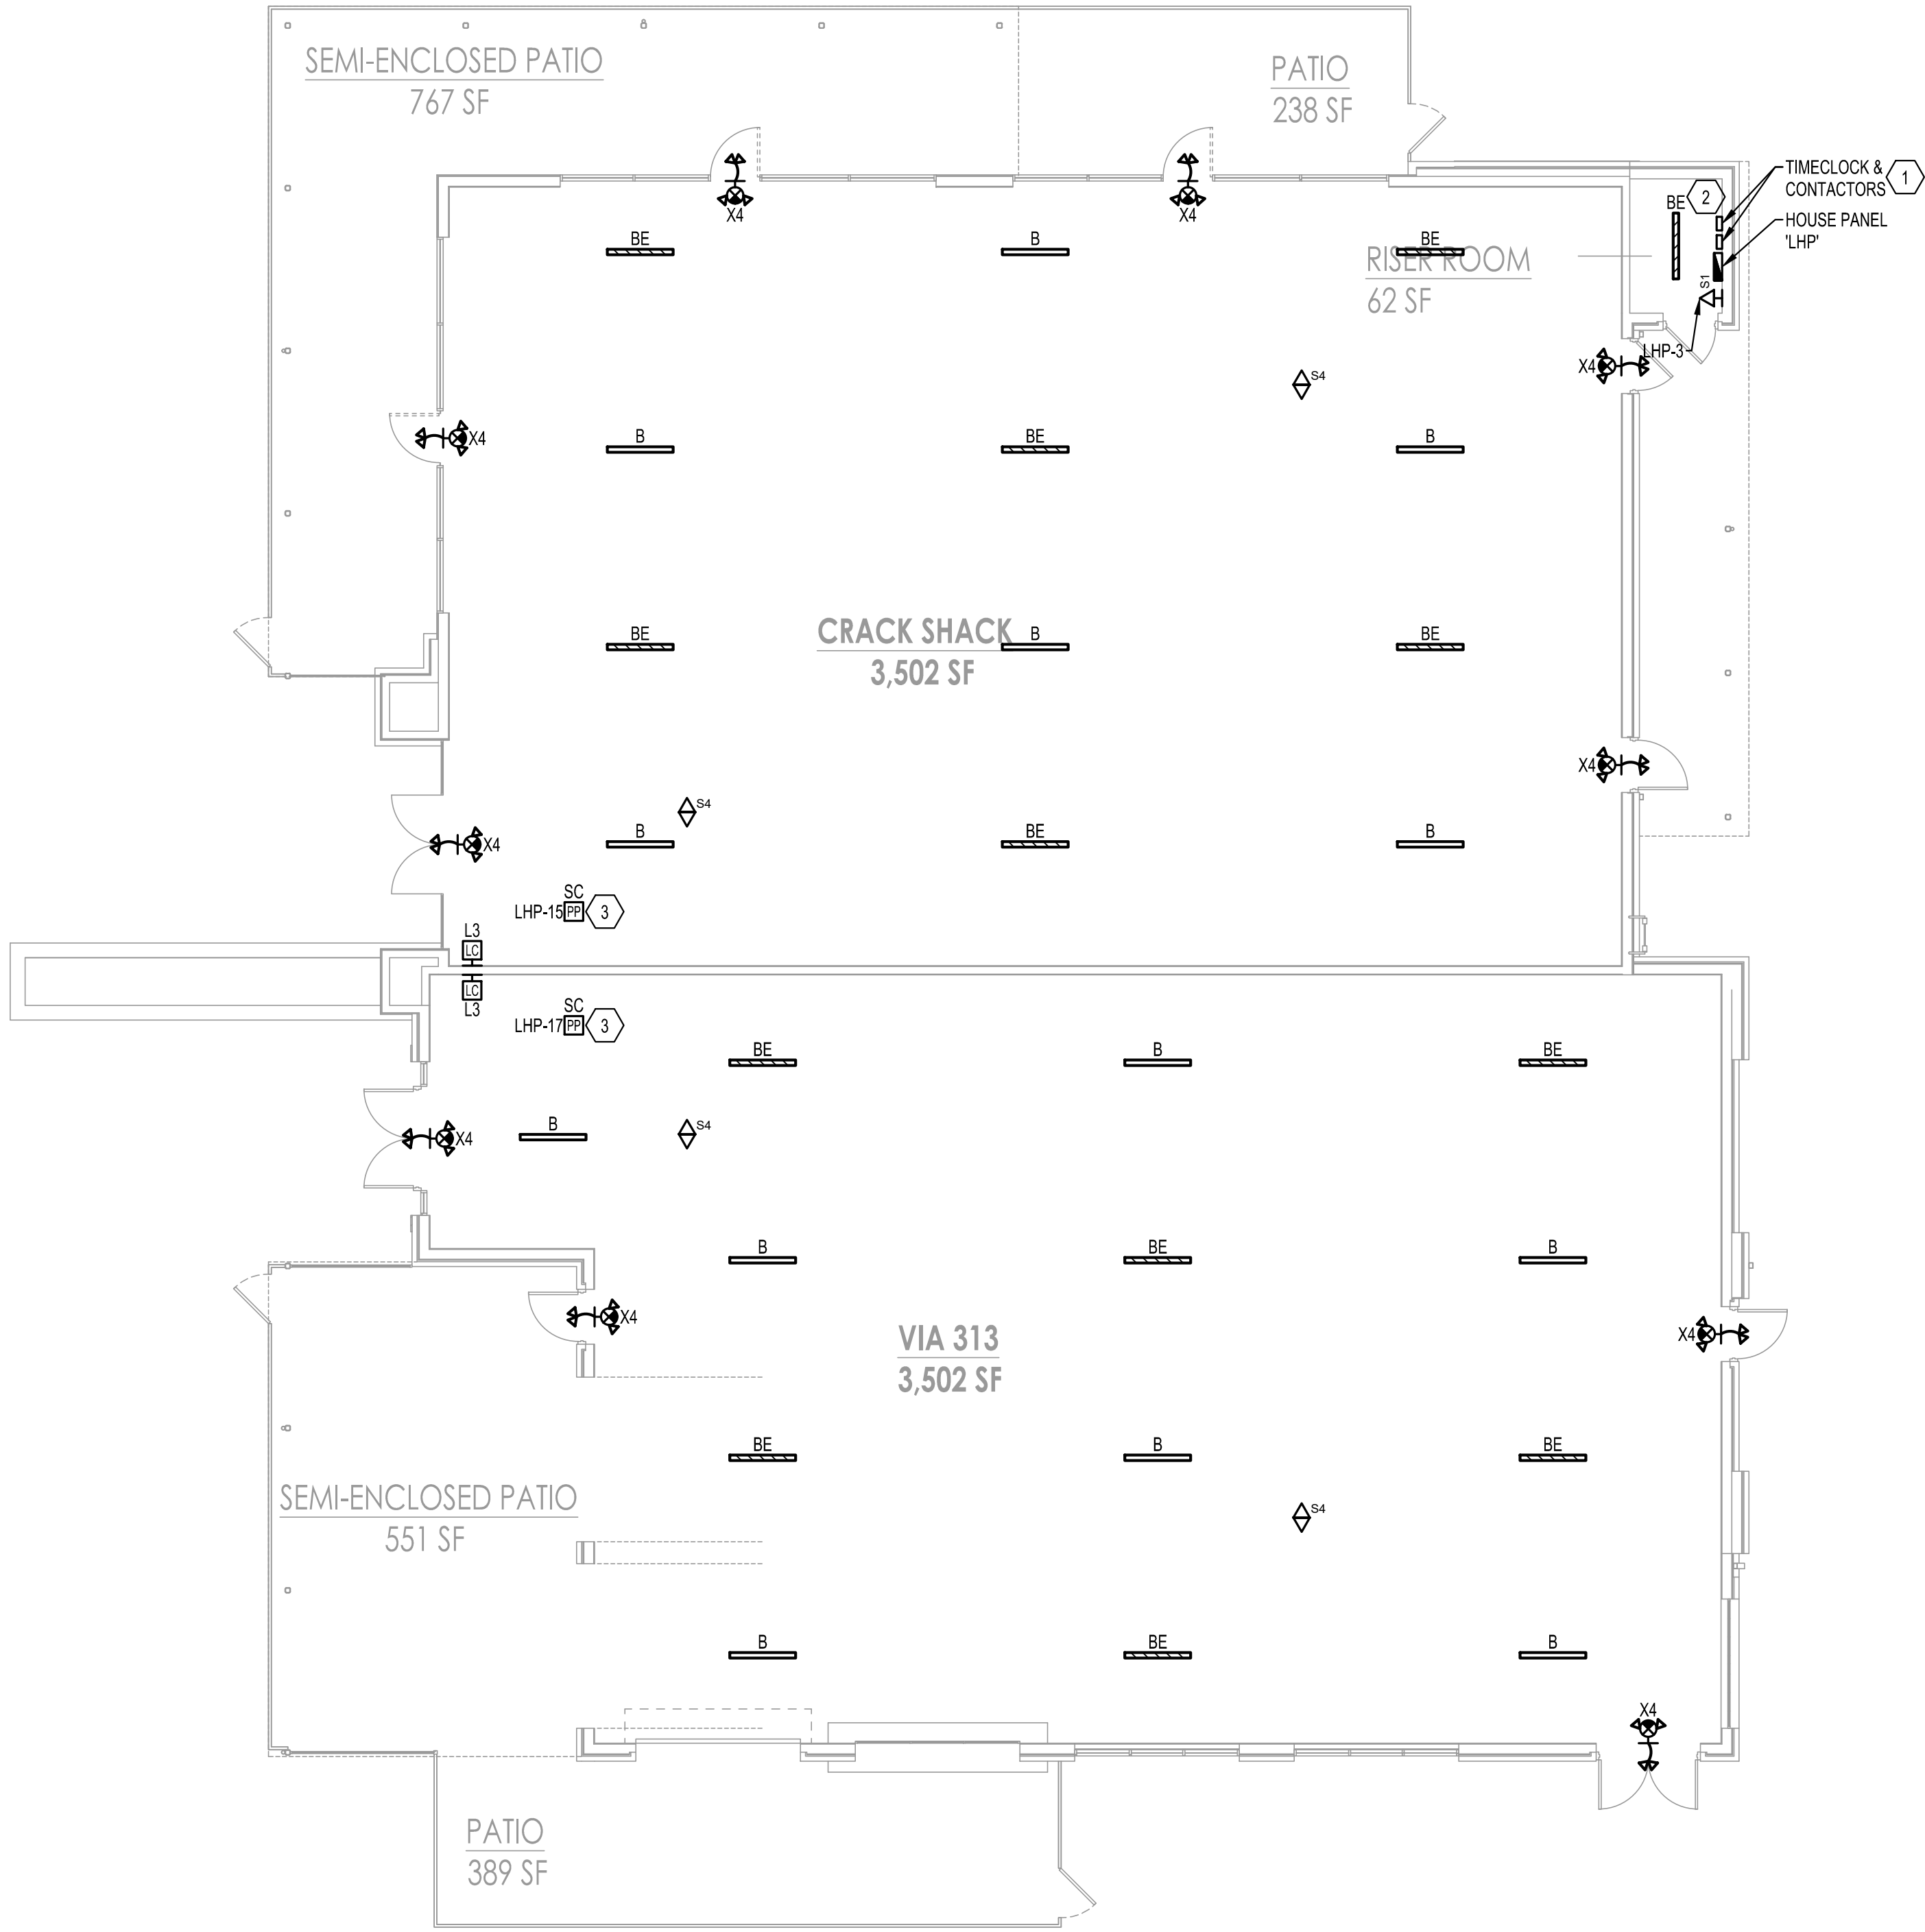 SEMI-ENCLOSED PATIO
767 SF
PATIO
238 SF
TIMECLOCK &
CONTACTORS
1
HOUSE PANEL
'LHP'
BE
2
S1
LHP-3
X4
X4
BE
B
BE
RISER ROOM
62 SF
X4
S4
X4
B
BE
B
CRACK SHACK
3,502 SF
BE
B
BE
X4
S4
X4
B
BE
B
SC
LHP-15 PP 3
L3
LC
LC
L3
SC
LHP-17 PP 3
BE
B
BE
X4
B
S4
B
BE
B
X4
X4
VIA 313
3,502 SF
BE
B
BE
SEMI-ENCLOSED PATIO
551 SF
S4
B
BE
B
X4
PATIO
389 SF